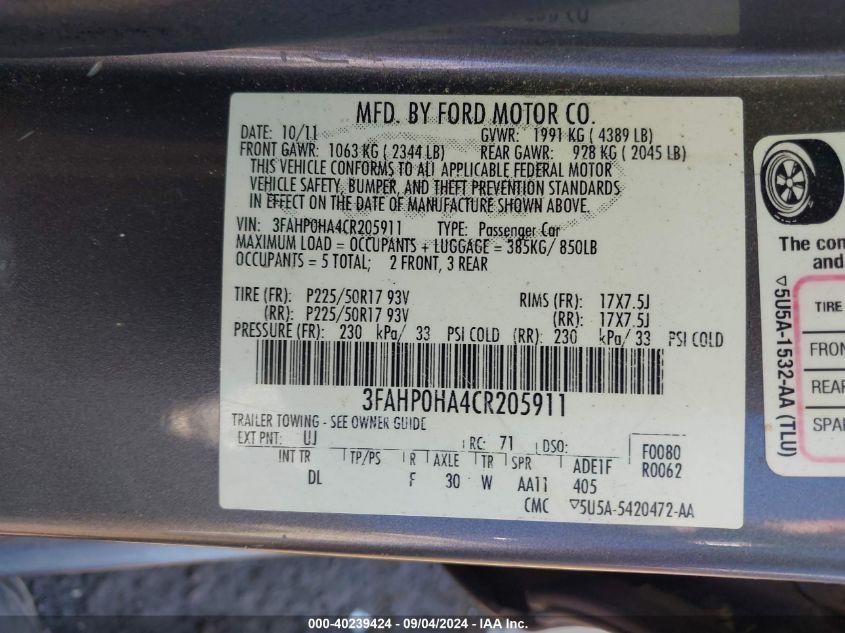 MFD. BY FORD MOTOR CO.
DATE: 10/11 GVWR: 1991 KG ( 4389 LB)
FRONT GAWR: 1063 KG ( 2344 LB) REAR GAWR: 928 KG ( 2045 LB)
THIS VEHICLE CONFORMS TO ALL APPLICABLE FEDERAL MOTOR
VEHICLE SAFETY, BUMPER, AND THEFT PREVENTION STANDARDS
IN EFFECT ON THE DATE OF MANUFACTURE SHOWN ABOVE.
VIN: 3FAHP0HA4CR205911 TYPE: Passenger Car
MAXIMUM LOAD = OCCUPANTS + LUGGAGE = 385KG/ 850LB
OCCUPANTS = 5 TOTAL; 2 FRONT, 3 REAR
TIRE (FR): P225/50R17 93V RIMS (FR): 17X7.5J
(RR): P225/50R17 93V (RR): 17X7.5J
PRESSURE (FR): 230 kPa/ 33 PSI COLD (RR): 230 kPa/ 33 PSI COLD
3FAHP0HA4CR205911
TRAILER TOWING - SEE OWNER GUIDE
EXT PNT: UJ RC: 71 DSO: F0080
INT TR TP/PS R AXLE TR SPR ADE1F R0062
DL F 30 W AA11 405
CMC ▽5U5A-5420472-AA
The con
and
▽5U5A-1532-AA (TLU)
TIRE
FRON
REAR
SPAR
000-40239424 - 09/04/2024 - IAA Inc.